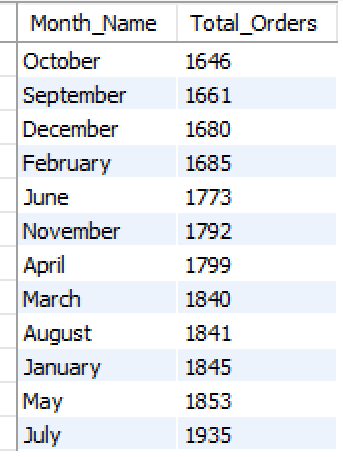 Month_Name Total_Orders
October 1646
September 1661
December 1680
February 1685
June 1773
November 1792
April 1799
March 1840
August 1841
January 1845
May 1853
July 1935